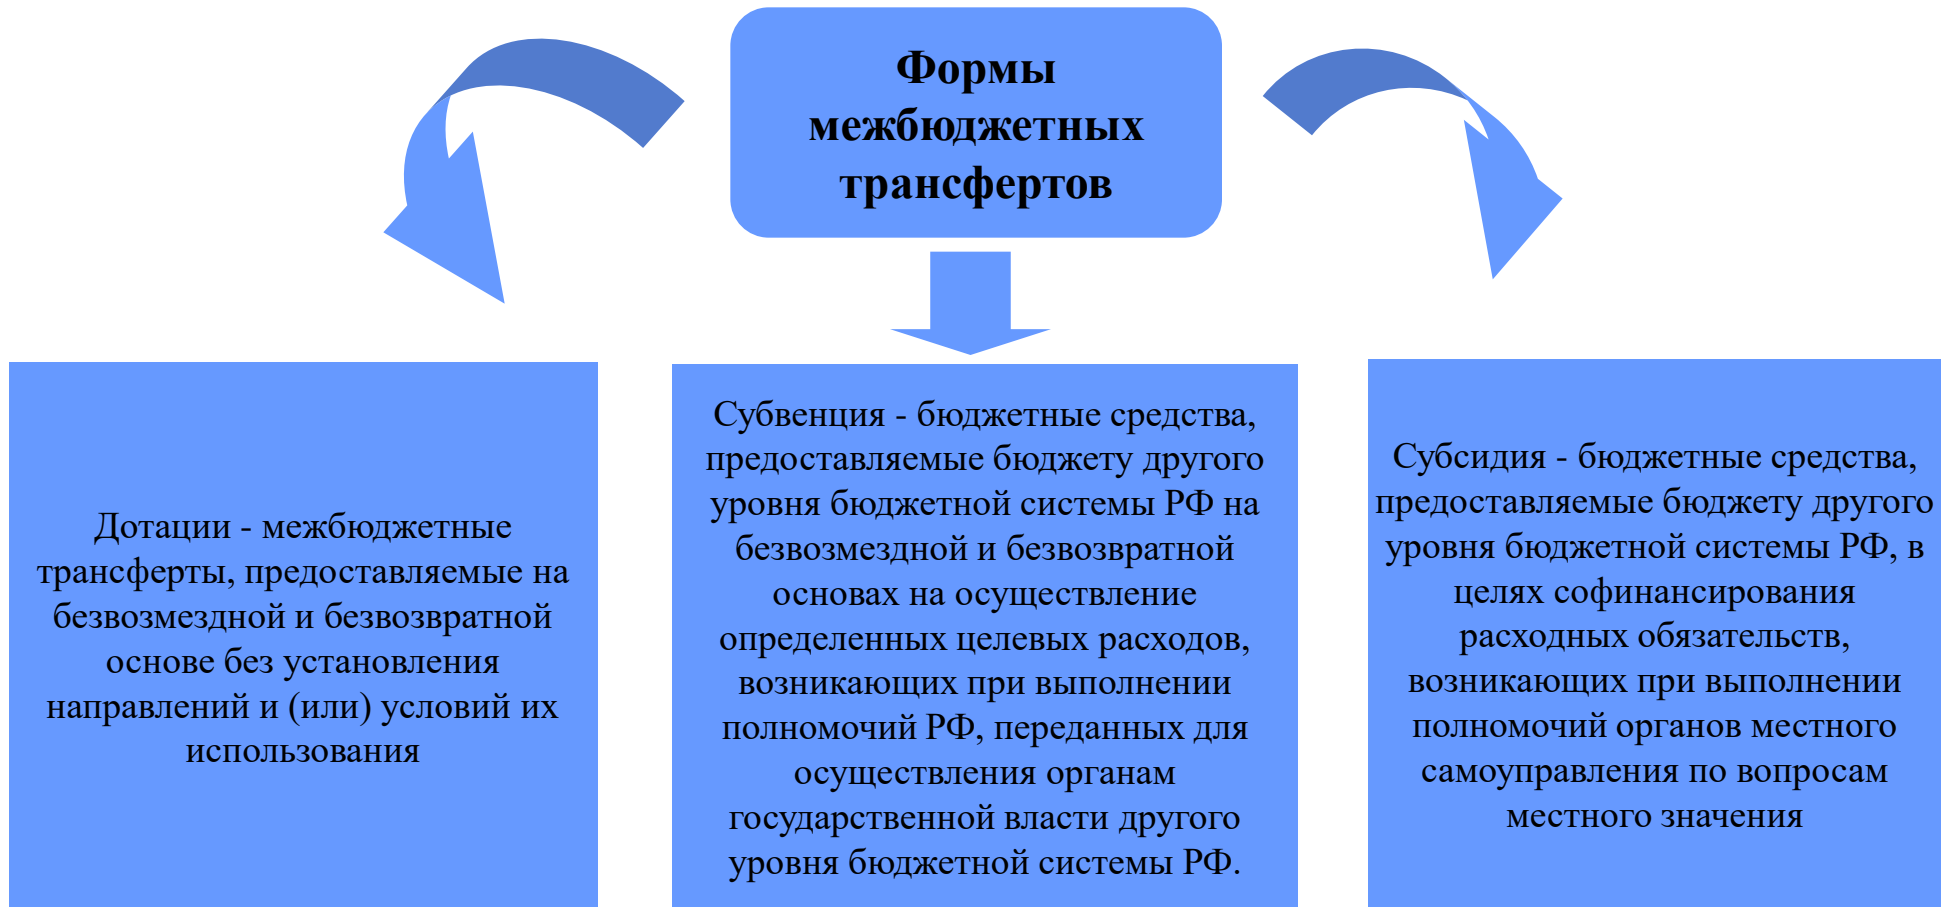 Формы
межбюджетных
трансфертов
Дотации - межбюджетные
трансферты, предоставляемые на
безвозмездной и безвозвратной
основе без установления
направлений и (или) условий их
использования
Субвенция - бюджетные средства,
предоставляемые бюджету другого
уровня бюджетной системы РФ на
безвозмездной и безвозвратной
основах на осуществление
определенных целевых расходов,
возникающих при выполнении
полномочий РФ, переданных для
осуществления органам
государственной власти другого
уровня бюджетной системы РФ.
Субсидия - бюджетные средства,
предоставляемые бюджету другого
уровня бюджетной системы РФ, в
целях софинансирования
расходных обязательств,
возникающих при выполнении
полномочий органов местного
самоуправления по вопросам
местного значения